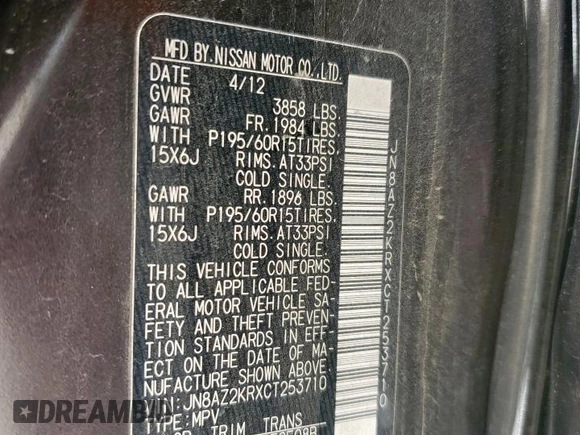 MFD BY.NISSAN MOTOR CO.,LTD.
DATE 4/12
GVWR 3858 LBS.
GAWR FR.1984 LBS.
WITH P195/60R15TIRES,
15X6J RIMS.AT33PSI
COLD SINGLE.
GAWR RR.1896 LBS.
WITH P195/60R15TIRES,
15X6J RIMS.AT33PSI
COLD SINGLE.
THIS VEHICLE CONFORMS
TO ALL APPLICABLE FED-
ERAL MOTOR VEHICLE SA-
FETY AND THEFT PREVEN-
TION STANDARDS IN EFF-
ECT ON THE DATE OF MA-
NUFACTURE SHOWN ABOVE.
VIN:JN8AZ2KRXCT253710
TYPE:MPV
TRIM TRANS
JN8AZ2KRXCT253710
DREAMBIN